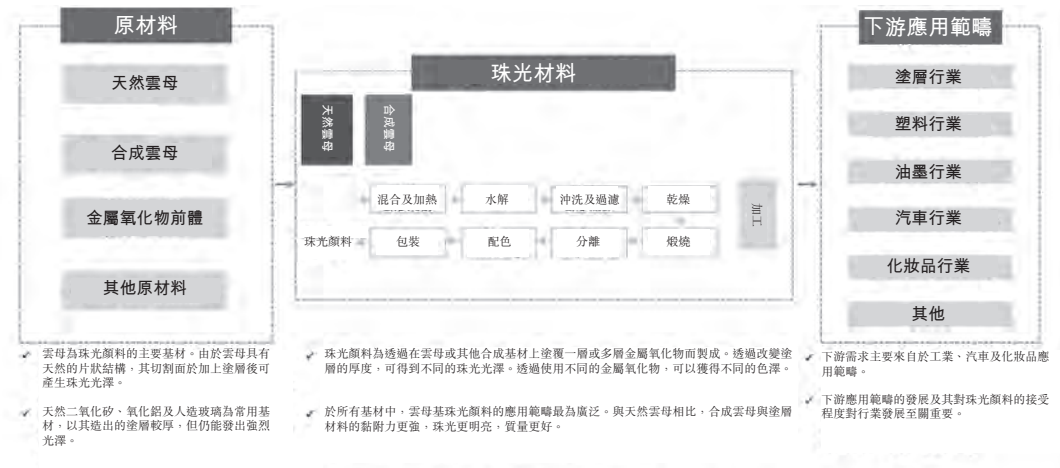 原材料
天然雲母
合成雲母
金屬氧化物前體
其他原材料
珠光材料
天然雲母
合成雲母
混合及加熱
水解
沖洗及過濾
乾燥
加工
珠光顏料
包裝
配色
分離
煅燒
下游應用範疇
塗層行業
塑料行業
油墨行業
汽車行業
化妝品行業
其他
雲母為珠光顏料的主要基材。由於雲母具有
天然的片狀結構,其切割面於加上塗層後可
產生珠光光澤。
天然二氧化矽、氧化鋁及人造玻璃為常用基
材,以其造出的塗層較厚,但仍能發出強烈
光澤。
珠光顏料為透過在雲母或其他合成基材上塗覆一層或多層金屬氧化物而製成。透過改變塗
層的厚度,可得到不同的珠光光澤。透過使用不同的金屬氧化物,可以獲得不同的色澤。
於所有基材中,雲母基珠光顏料的應用範疇最為廣泛。與天然雲母相比,合成雲母與塗層
材料的黏附力更強,珠光更明亮,質量更好。
下游需求主要來自於工業、汽車及化妝品應
用範疇。
下游應用範疇的發展及其對珠光顏料的接受
程度對行業發展至關重要。